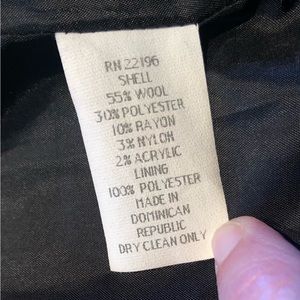 RN 22196
SHELL
55% WOOL
30% POLYESTER
10% RAYON
3% NYLON
2% ACRYLIC
LINING
100% POLYESTER
MADE IN
DOMINICAN
REPUBLIC
DRY CLEAN ONLY